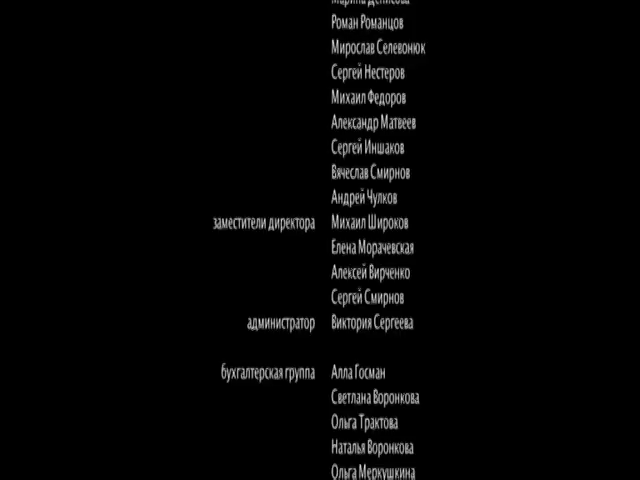 Марина Денисова
Роман Романцов
Мирослав Селевонюк
Сергей Нестеров
Михаил Федоров
Александр Матвеев
Сергей Иншаков
Вячеслав Смирнов
Андрей Чулков
заместители директора Михаил Широков
Елена Морачевская
Алексей Вирченко
Сергей Смирнов
администратор Виктория Сергеева
бухгалтерская группа Алла Госман
Светлана Воронкова
Ольга Трактова
Наталья Воронкова
Ольга Меркушкина